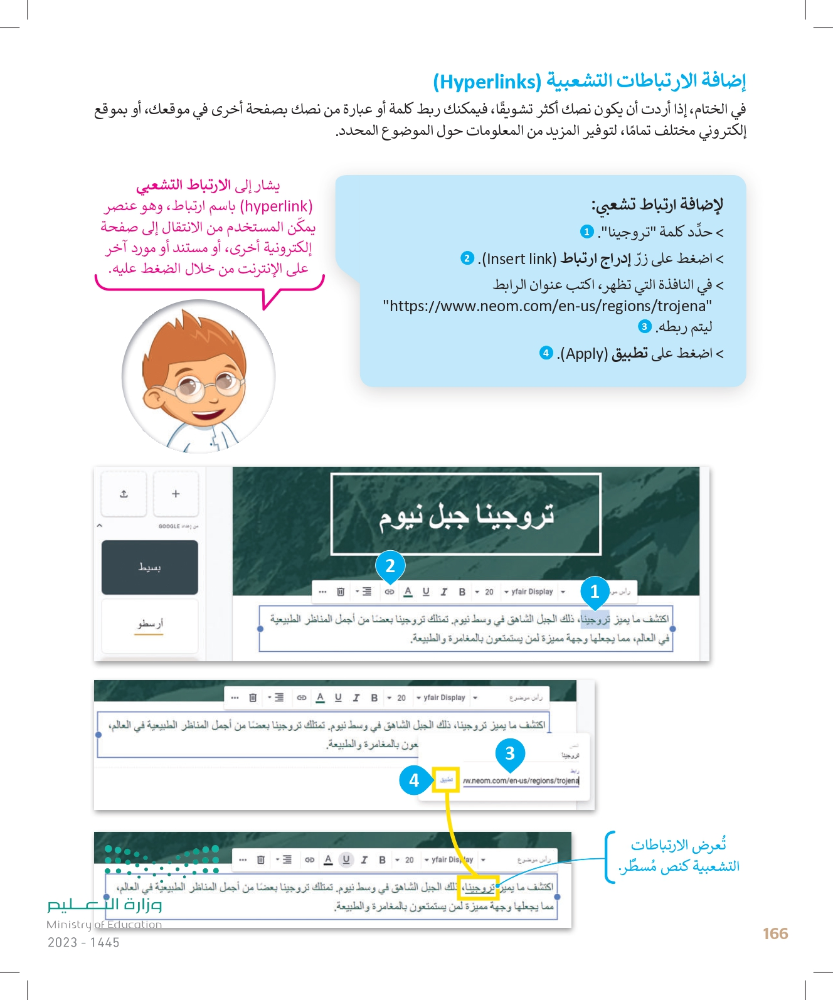 إضافة الارتباطات التشعبية (Hyperlinks)
في الختام، إذا أردت أن يكون نصك أكثر تشويقًا، فيمكنك ربط كلمة أو عبارة من نصك بصفحة أخرى في موقعك، أو بموقع
إلكتروني مختلف تمامًا، لتوفير المزيد من المعلومات حول الموضوع المحدد.
لإضافة ارتباط تشعبي:
> حدِّد كلمة "تروجينا". 1
> اضغط على زرّ إدراج ارتباط (Insert link). 2
> في النافذة التي تظهر، اكتب عنوان الرابط
"https://www.neom.com/en-us/regions/trojena"
ليتم ربطه. 3
> اضغط على تطبيق (Apply). 4
يشار إلى الارتباط التشعبي
(hyperlink) باسم ارتباط، وهو عنصر
يمكّن المستخدم من الانتقال إلى صفحة
إلكترونية أخرى، أو مستند أو مورد آخر
على الإنترنت من خلال الضغط عليه.
تروجينا جبل نيوم
من إعداد GOOGLE
بسيط
أرسطو
2
1
A U I B 20 yfair Display
اكتشف ما يميز تروجينا، ذلك الجبل الشاهق في وسط نيوم. تمتلك تروجينا بعضًا من أجمل المناظر الطبيعية
في العالم، مما يجعلها وجهة مميزة لمن يستمتعون بالمغامرة والطبيعة.
A U I B 20 yfair Display رأس موضوع
اكتشف ما يميز تروجينا، ذلك الجبل الشاهق في وسط نيوم. تمتلك تروجينا بعضًا من أجمل المناظر الطبيعية في العالم،
عون بالمغامرة والطبيعة.
تروجينا
رابط
3
w.neom.com/en-us/regions/trojena
تطبيق
4
A U I B 20 yfair Display رأس موضوع
اكتشف ما يميز تروجينا، ذلك الجبل الشاهق في وسط نيوم. تمتلك تروجينا بعضًا من أجمل المناظر الطبيعية في العالم،
مما يجعلها وجهة مميزة لمن يستمتعون بالمغامرة والطبيعة.
تُعرض الارتباطات
التشعبية كنص مُسطَّر.
وزارة التعليم
Ministry of Education
2023 - 1445
166